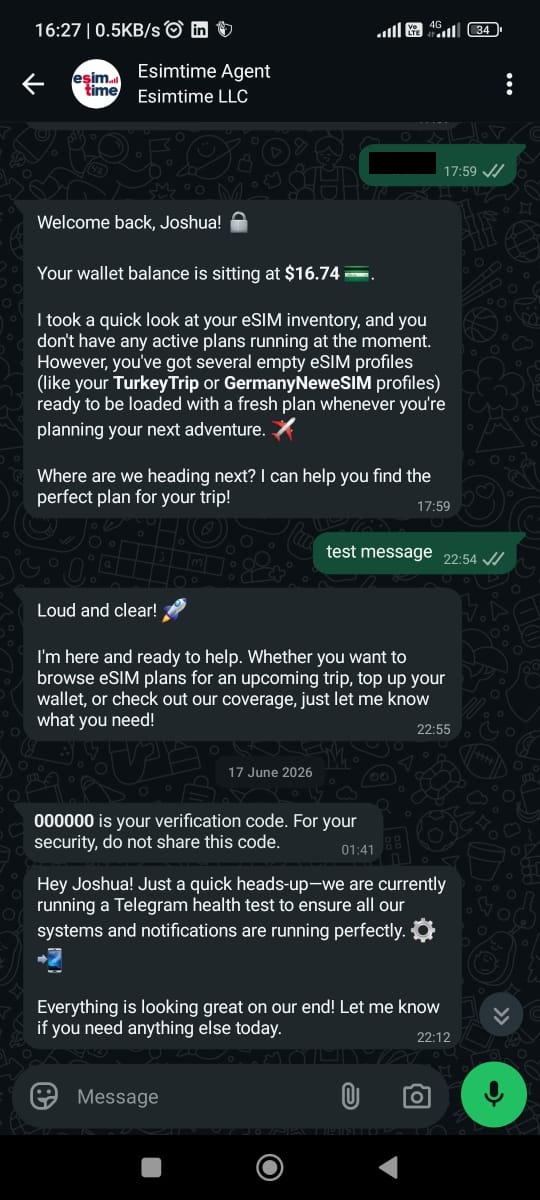 16:27 | 0.5KB/s
VoLTE 4G 34
esim
time
Esimtime Agent
Esimtime LLC
17:59
Welcome back, Joshua! 🔒
Your wallet balance is sitting at $16.74 💳.
I took a quick look at your eSIM inventory, and you
don't have any active plans running at the moment.
However, you've got several empty eSIM profiles
(like your TurkeyTrip or GermanyNeweSIM profiles)
ready to be loaded with a fresh plan whenever you're
planning your next adventure. ✈️
Where are we heading next? I can help you find the
perfect plan for your trip!
17:59
test message 22:54
Loud and clear! 🚀
I'm here and ready to help. Whether you want to
browse eSIM plans for an upcoming trip, top up your
wallet, or check out our coverage, just let me know
what you need!
22:55
17 June 2026
000000 is your verification code. For your
security, do not share this code.
01:41
Hey Joshua! Just a quick heads-up—we are currently
running a Telegram health test to ensure all our
systems and notifications are running perfectly. ⚙️
📲
Everything is looking great on our end! Let me know
if you need anything else today.
22:12
Message